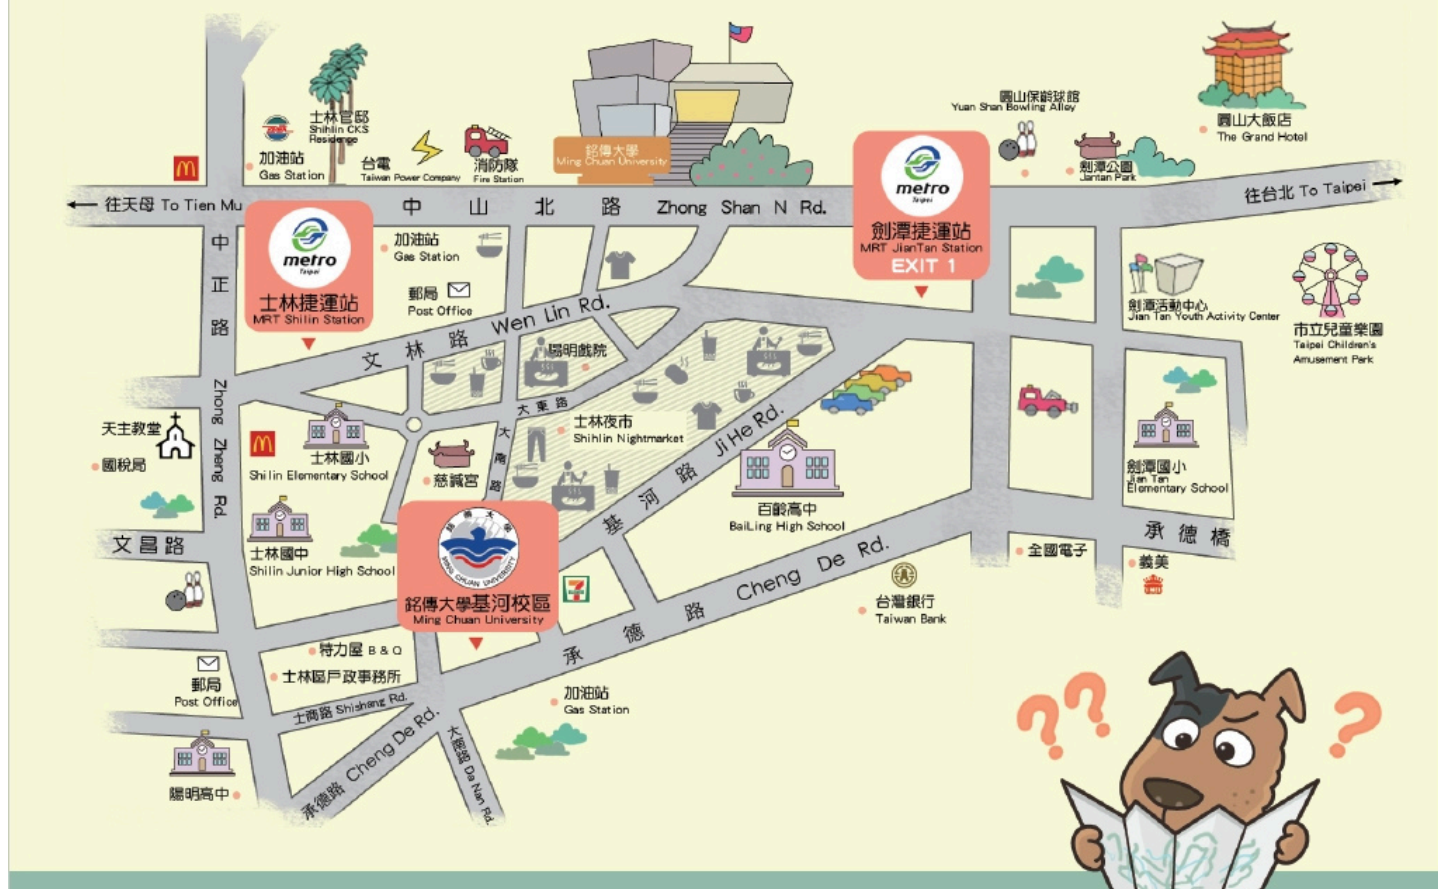 士林官邸
Shihlin CKS
Residence
加油站
Gas Station
台電
Taiwan Power Company
消防隊
Fire Station
銘傳大學
Ming Chuan University
圓山保齡球館
Yuan Shan Bowling Alley
劍潭公園
Jantan Park
圓山大飯店
The Grand Hotel
往天母 To Tien Mu
中山北路 Zhong Shan N Rd.
往台北 To Taipei
metro
Taipei
士林捷運站
MRT Shilin Station
metro
Taipei
劍潭捷運站
MRT JianTan Station
EXIT 1
加油站
Gas Station
郵局
Post Office
中正路
Zhong Zheng Rd.
文林路 Wen Lin Rd.
陽明戲院
劍潭活動中心
Jian Tan Youth Activity Center
市立兒童樂園
Taipei Children's
Amusement Park
大東路
大南路
士林夜市
Shihlin Nightmarket
基河路 Ji He Rd.
天主教堂
國稅局
士林國小
Shilin Elementary School
慈諴宮
百齡高中
BaiLing High School
劍潭國小
Jian Tan
Elementary School
文昌路
士林國中
Shilin Junior High School
銘傳大學
MING CHUAN UNIVERSITY
銘傳大學基河校區
Ming Chuan University
承德路 Cheng De Rd.
承德橋
全國電子
義美
台灣銀行
Taiwan Bank
特力屋 B & Q
士林區戶政事務所
郵局
Post Office
士商路 Shishang Rd.
加油站
Gas Station
承德路 Cheng De Rd.
大南路 Da Nan Rd.
陽明高中